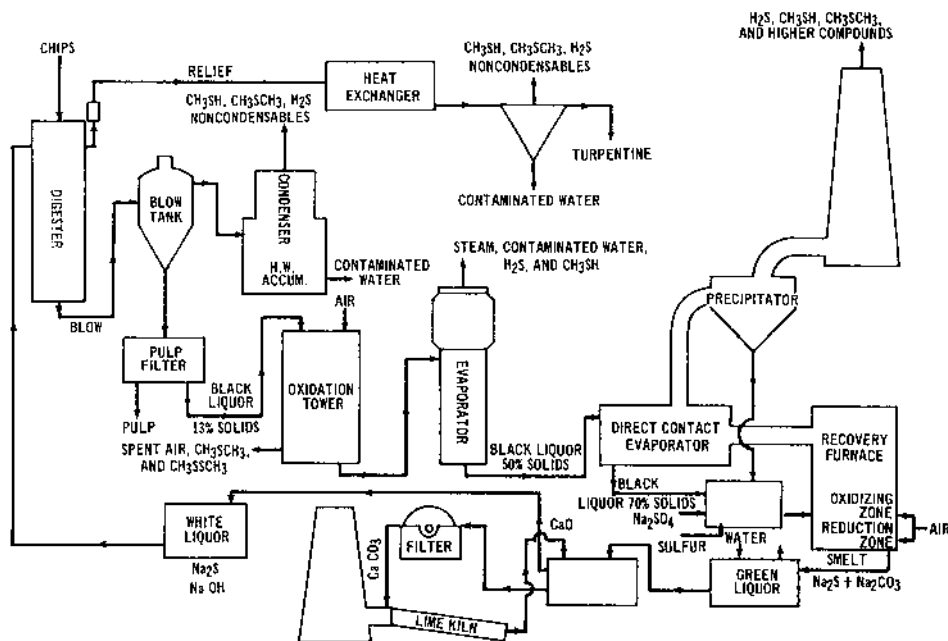 CHIPS
RELIEF
HEAT
EXCHANGER
CH3SH, CH3SCH3, H2S
NONCONDENSABLES
H2S, CH3SH, CH3SCH3,
AND HIGHER COMPOUNDS
CH3SH, CH3SCH3, H2S
NONCONDENSABLES
TURPENTINE
CONTAMINATED WATER
DIGESTER
BLOW
TANK
CONDENSER
H.W.
ACCUM.
CONTAMINATED
WATER
BLOW
STEAM, CONTAMINATED WATER,
H2S, AND CH3SH
PRECIPITATOR
AIR
PULP
FILTER
BLACK
LIQUOR
13% SOLIDS
PULP
OXIDATION
TOWER
EVAPORATOR
SPENT AIR, CH3SCH3,
AND CH3SSCH3
BLACK LIQUOR
50% SOLIDS
DIRECT CONTACT
EVAPORATOR
RECOVERY
FURNACE
OXIDIZING
ZONE
REDUCTION
ZONE
AIR
BLACK
LIQUOR 70% SOLIDS
Na2SO4
SULFUR
WATER
SMELT
Na2S + Na2CO3
GREEN
LIQUOR
WHITE
LIQUOR
Na2S
Na OH
Ca CO3
FILTER
CaO
LIME KILN